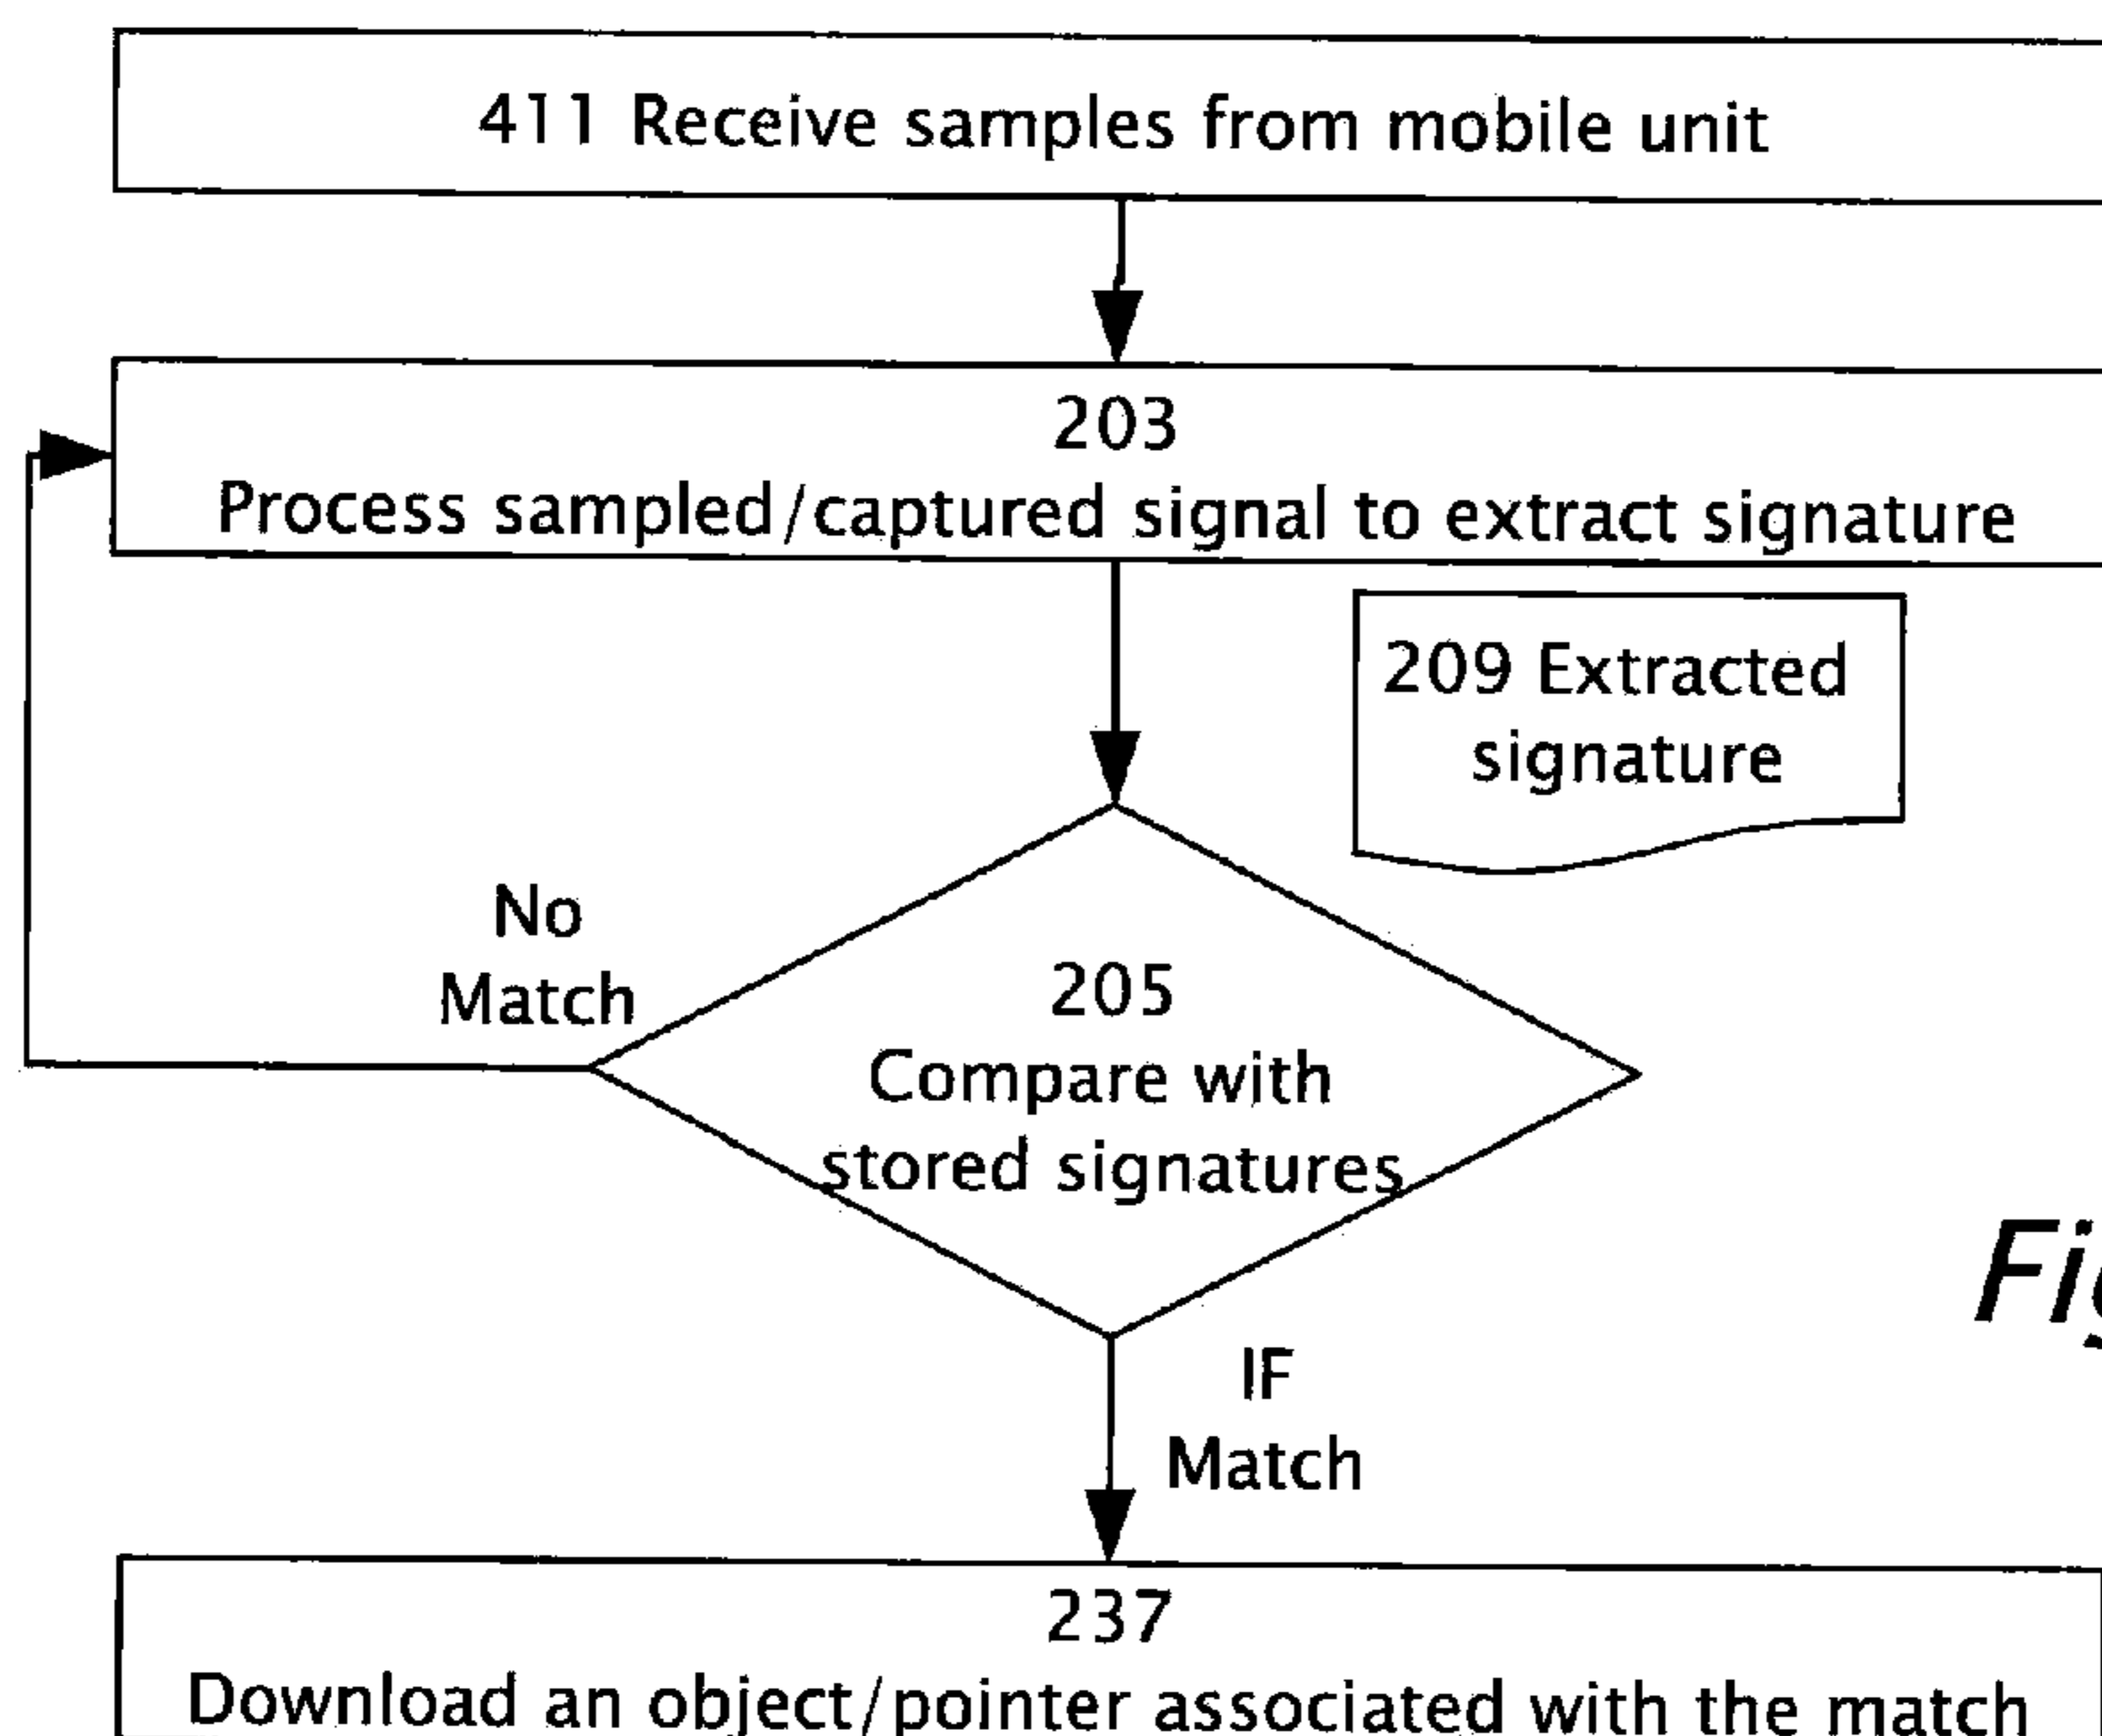 411 Receive samples from mobile unit
203
Process sampled/captured signal to extract signature
209 Extracted
signature
No
Match
205
Compare with
stored signatures
IF
Match
237
Download an object/pointer associated with the match